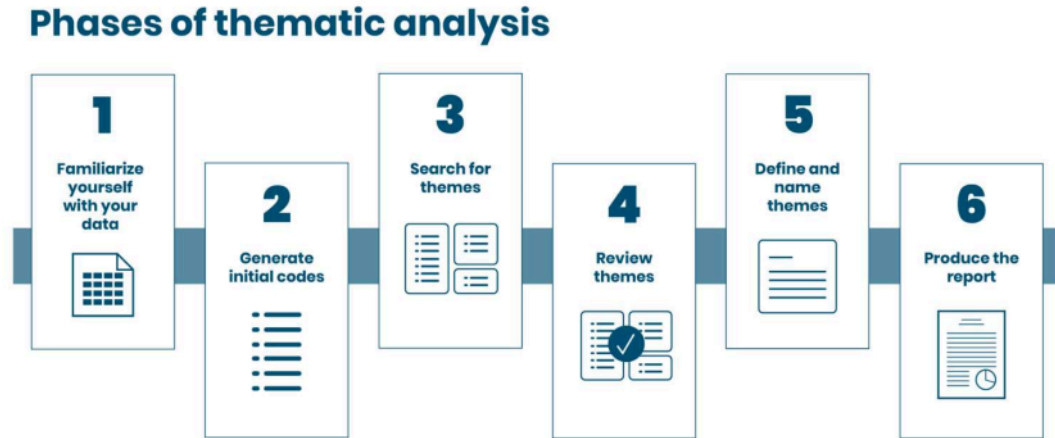 Phases of thematic analysis
1
Familiarize
yourself
with your
data
2
Generate
initial codes
3
Search for
themes
4
Review
themes
5
Define and
name
themes
6
Produce the
report